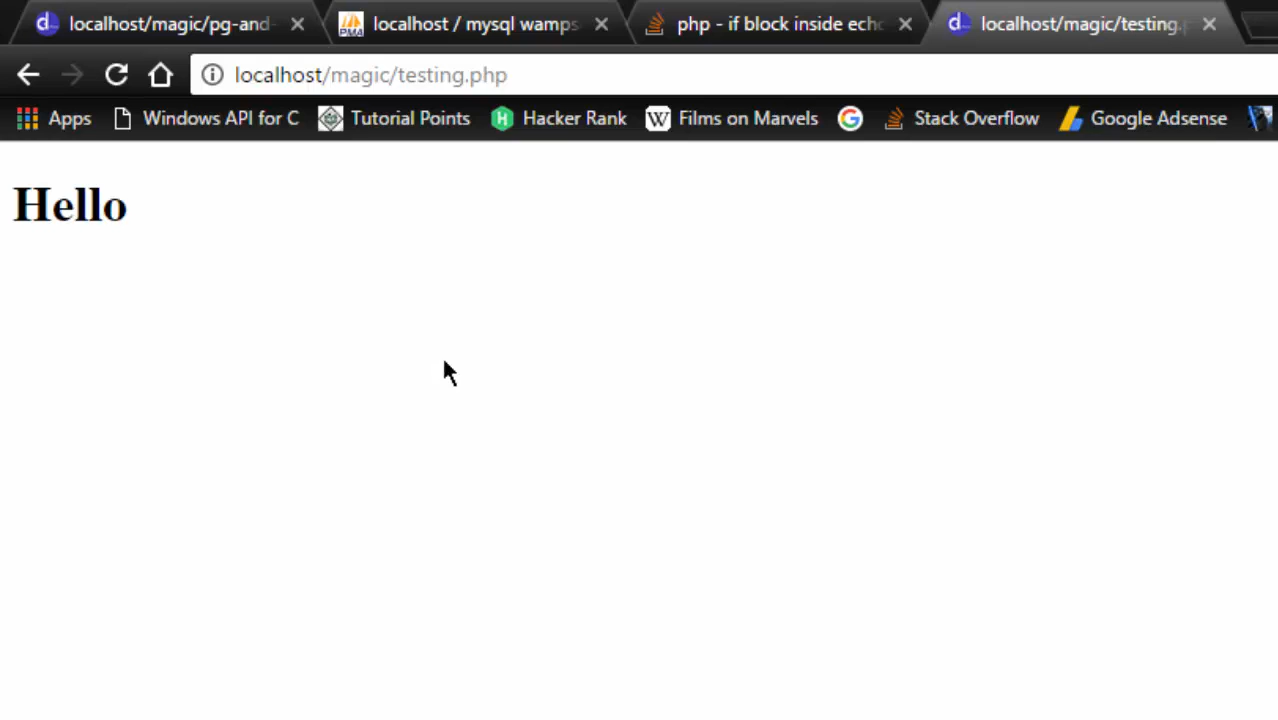 localhost/magic/pg-and- localhost / mysql wamps php - if block inside echo localhost/magic/testing.p
localhost/magic/testing.php
Apps Windows API for C Tutorial Points Hacker Rank Films on Marvels Stack Overflow Google Adsense
Hello